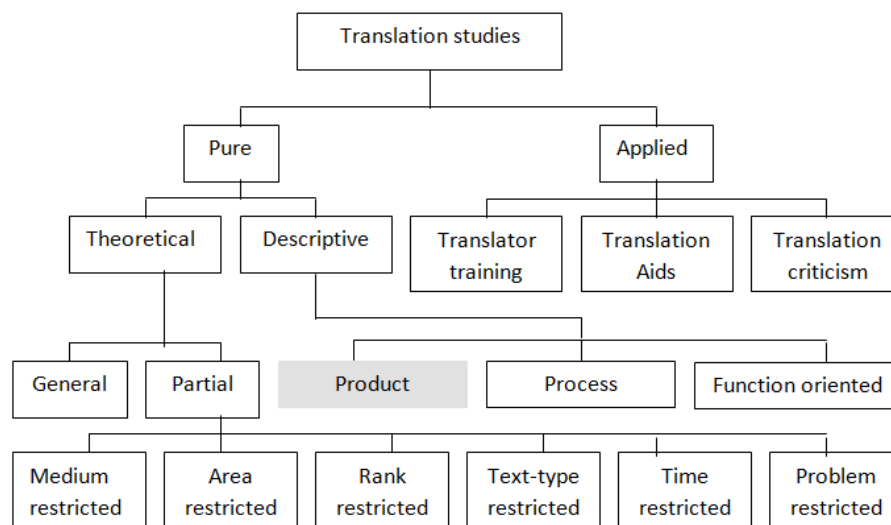 Translation studies
Pure
Applied
Theoretical
Descriptive
Translator
training
Translation
Aids
Translation
criticism
General
Partial
Product
Process
Function oriented
Medium
restricted
Area
restricted
Rank
restricted
Text-type
restricted
Time
restricted
Problem
restricted